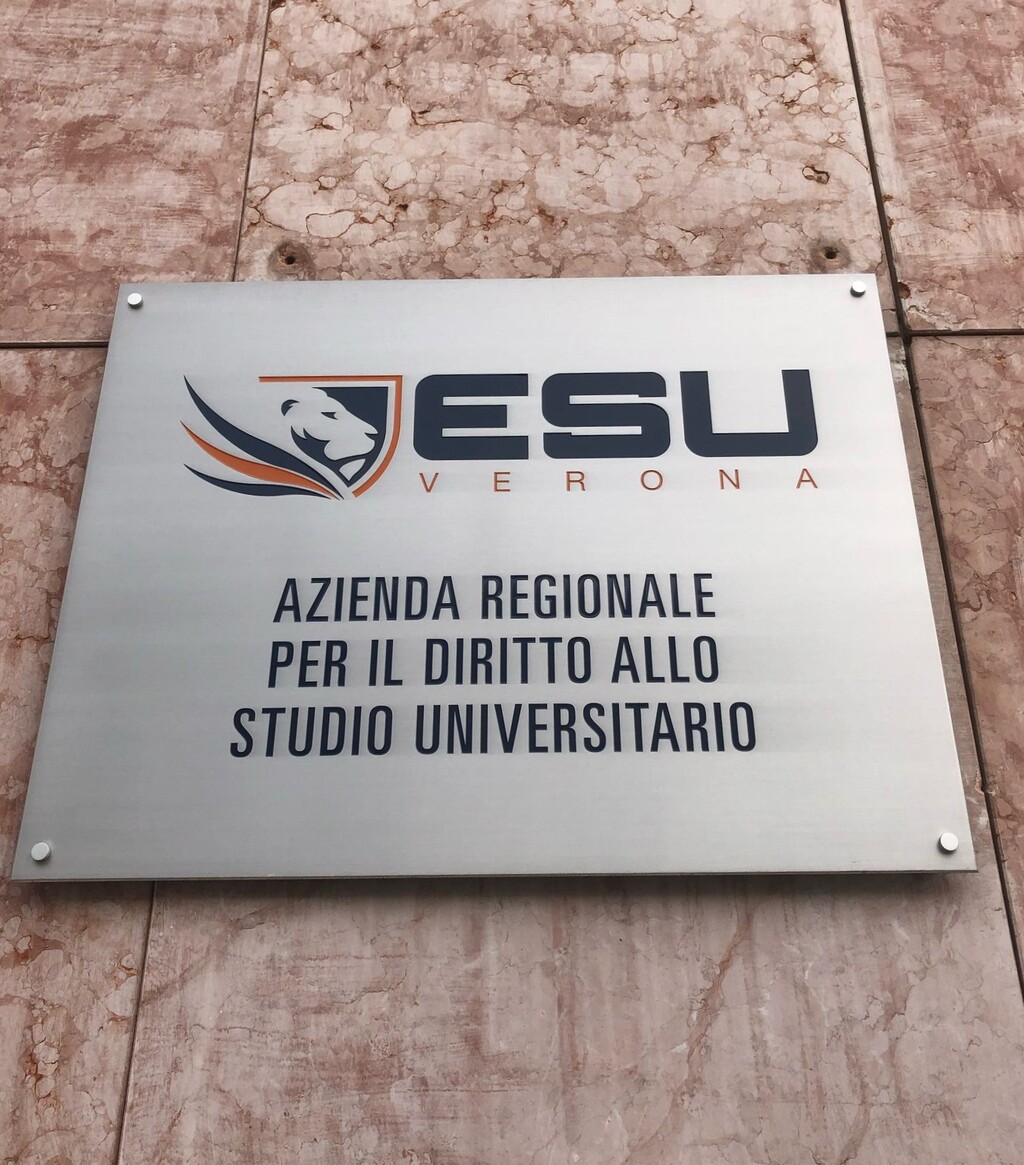 ESU
VERONA
AZIENDA REGIONALE
PER IL DIRITTO ALLO
STUDIO UNIVERSITARIO